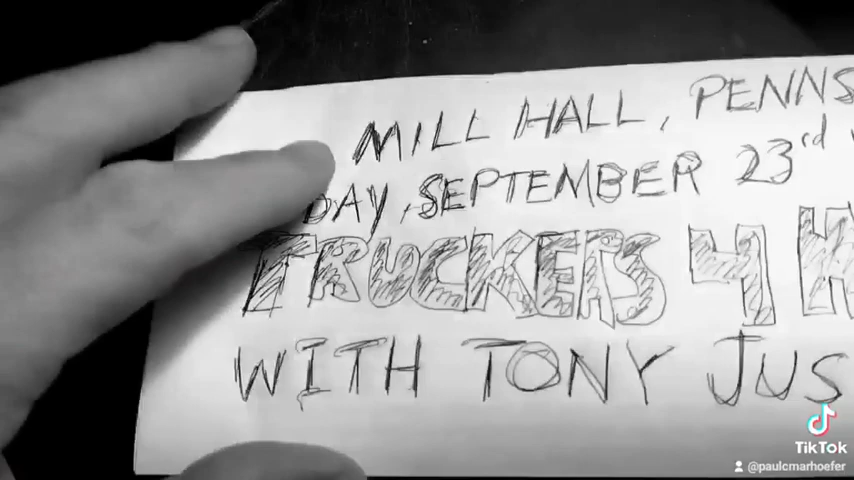 MILL HALL, PENNS
DAY, SEPTEMBER 23rd
TRUCKERS 4 H
WITH TONY JUS
TikTok
@paulcmarhoefer